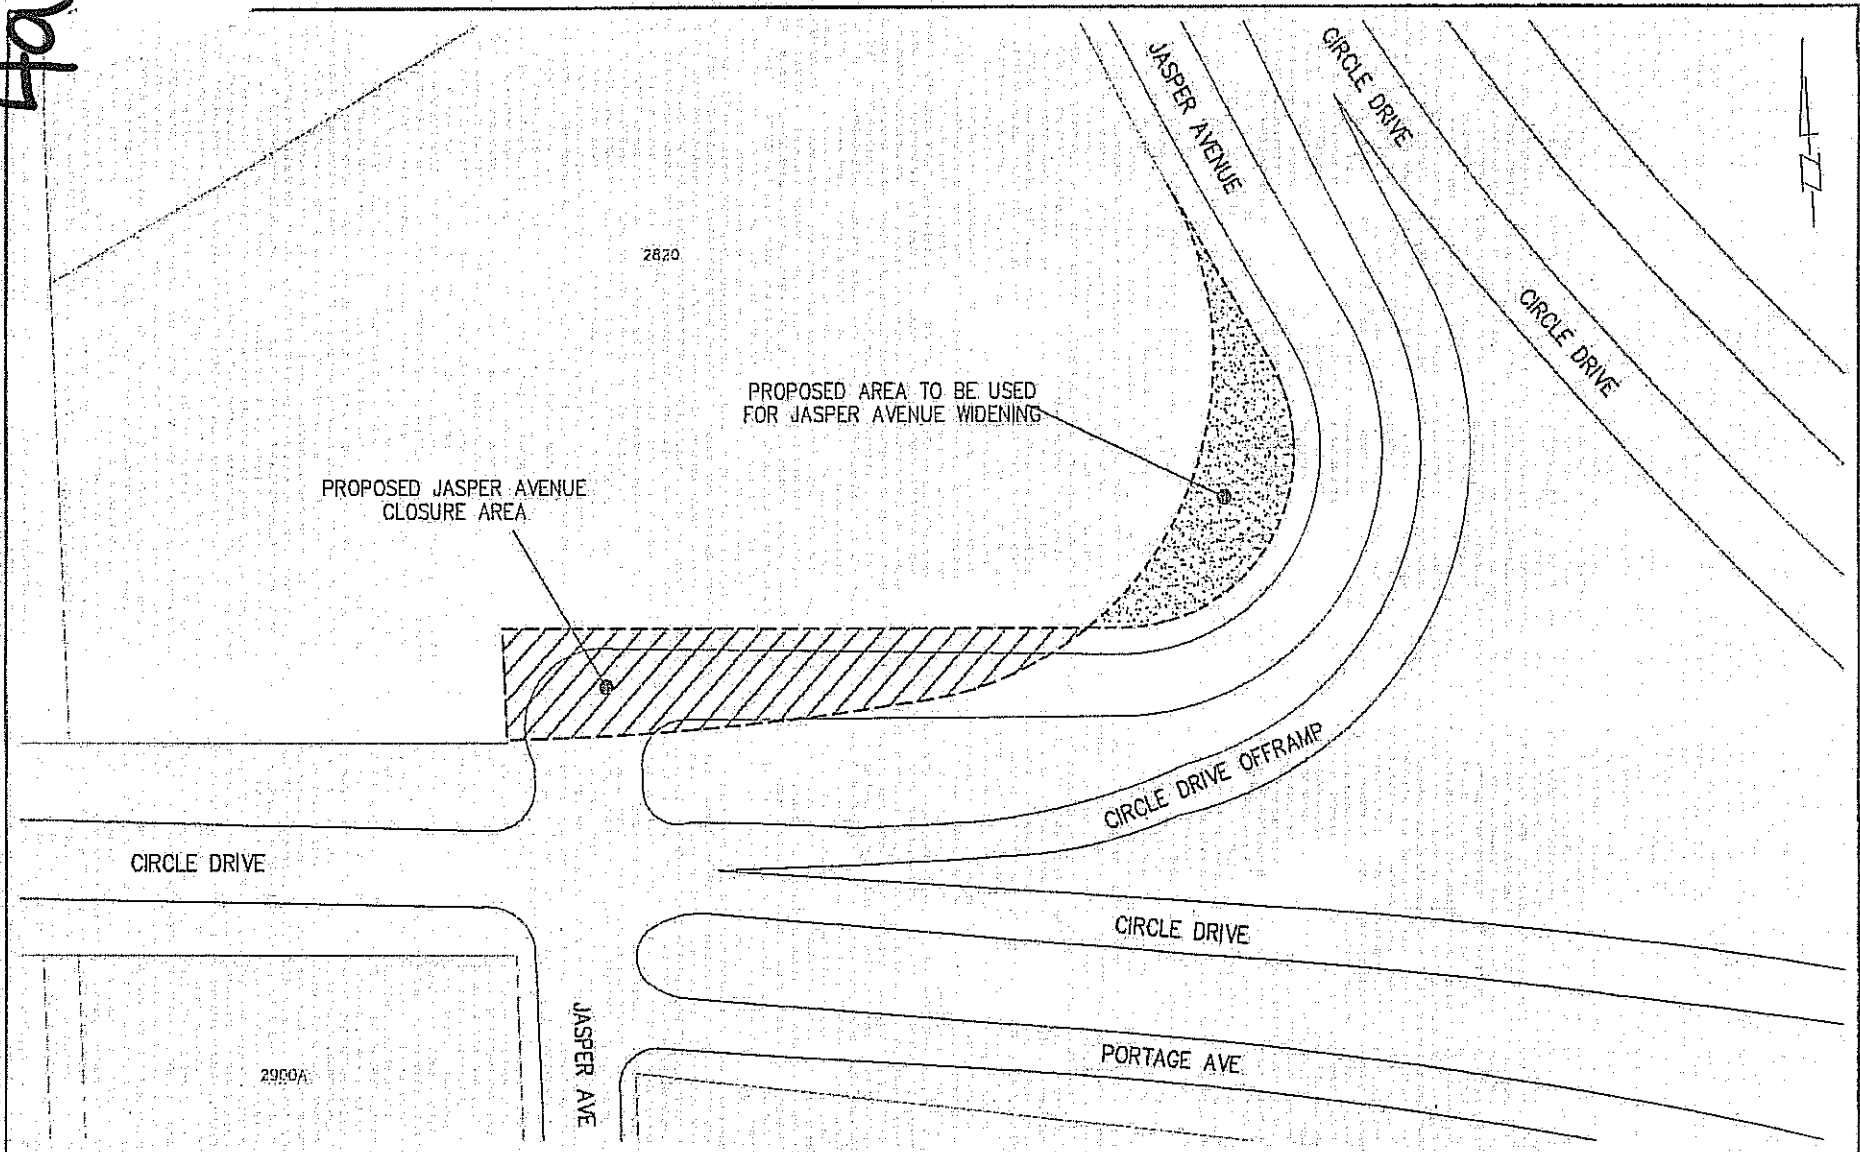 JASPER AVENUE
CIRCLE DRIVE
2820
CIRCLE DRIVE
PROPOSED AREA TO BE USED
FOR JASPER AVENUE WIDENING
PROPOSED JASPER AVENUE
CLOSURE AREA
CIRCLE DRIVE OFFRAMP
CIRCLE DRIVE
CIRCLE DRIVE
JASPER AVE
PORTAGE AVE
2900A
N